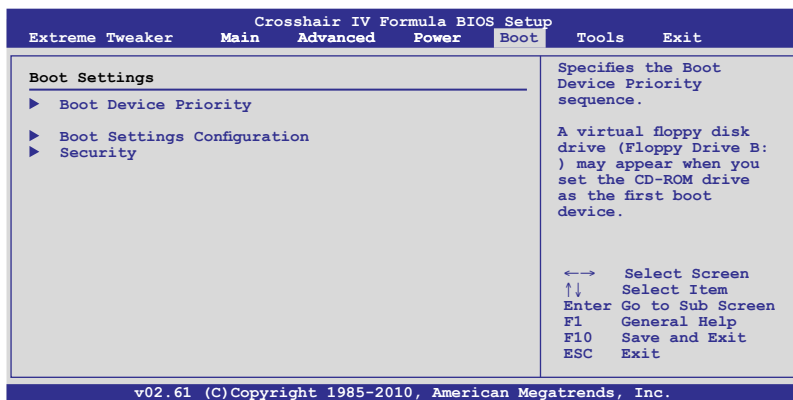 Crosshair IV Formula BIOS Setup
Extreme Tweaker Main Advanced Power Boot Tools Exit
Boot Settings
Boot Device Priority
Boot Settings Configuration
Security
Specifies the Boot
Device Priority
sequence.
A virtual floppy disk
drive (Floppy Drive B:
) may appear when you
set the CD-ROM drive
as the first boot
device.
←→ Select Screen
↑↓ Select Item
Enter Go to Sub Screen
F1 General Help
F10 Save and Exit
ESC Exit
v02.61 (C)Copyright 1985-2010, American Megatrends, Inc.